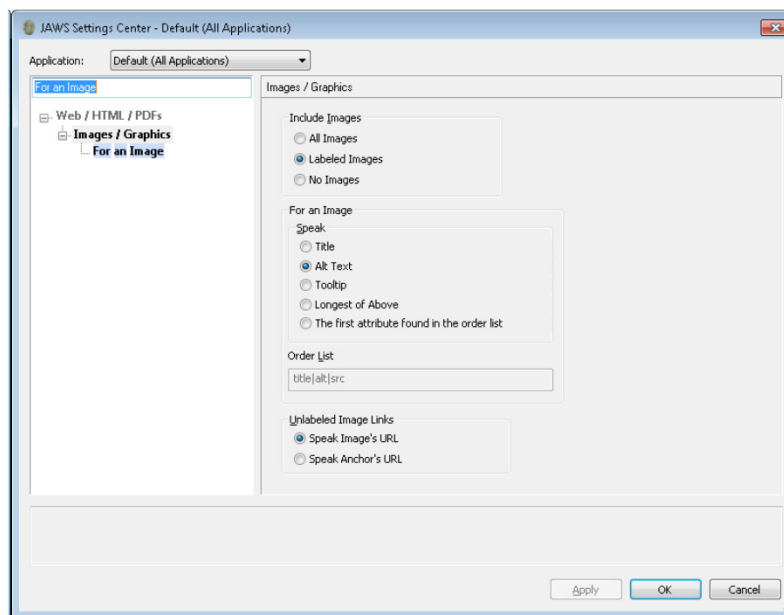 JAWS Settings Center - Default (All Applications)
Application: Default (All Applications)
For an Image
Web / HTML / PDFs
Images / Graphics
For an Image
Images / Graphics
Include Images
All Images
Labeled Images
No Images
For an Image
Speak
Title
Alt Text
Tooltip
Longest of Above
The first attribute found in the order list
Order List
title|alt|src
Unlabeled Image Links
Speak Image's URL
Speak Anchor's URL
Apply OK Cancel